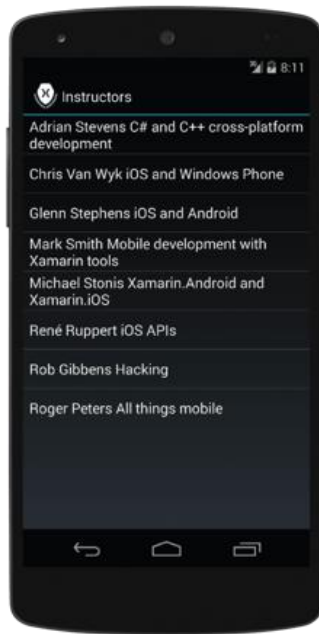 8:11
X Instructors
Adrian Stevens C# and C++ cross-platform
development
Chris Van Wyk iOS and Windows Phone
Glenn Stephens iOS and Android
Mark Smith Mobile development with
Xamarin tools
Michael Stonis Xamarin.Android and
Xamarin.iOS
René Ruppert iOS APIs
Rob Gibbens Hacking
Roger Peters All things mobile